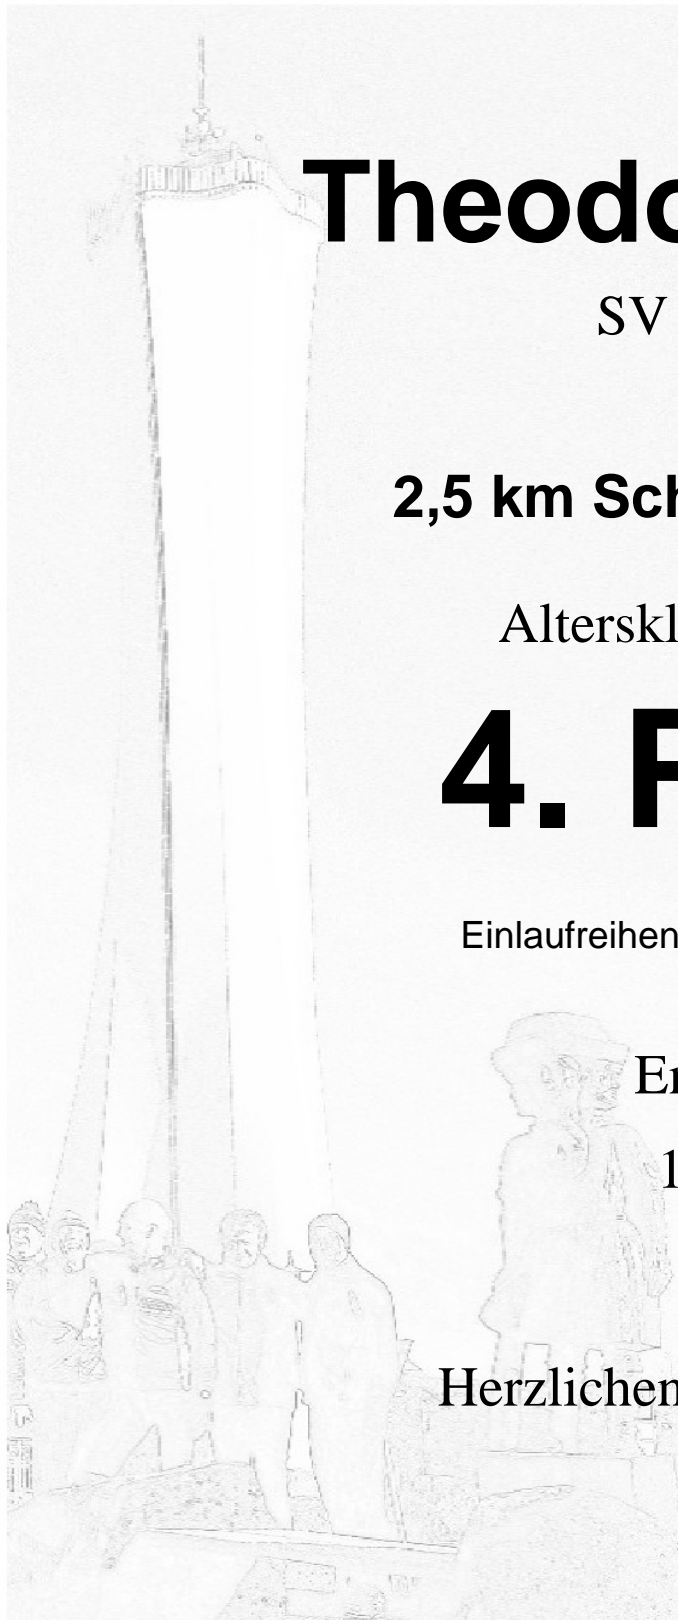 Theodo
SV
2,5 km Sch
Alterskl
4. P
Einlaufreihen
Er
1
Herzlichen